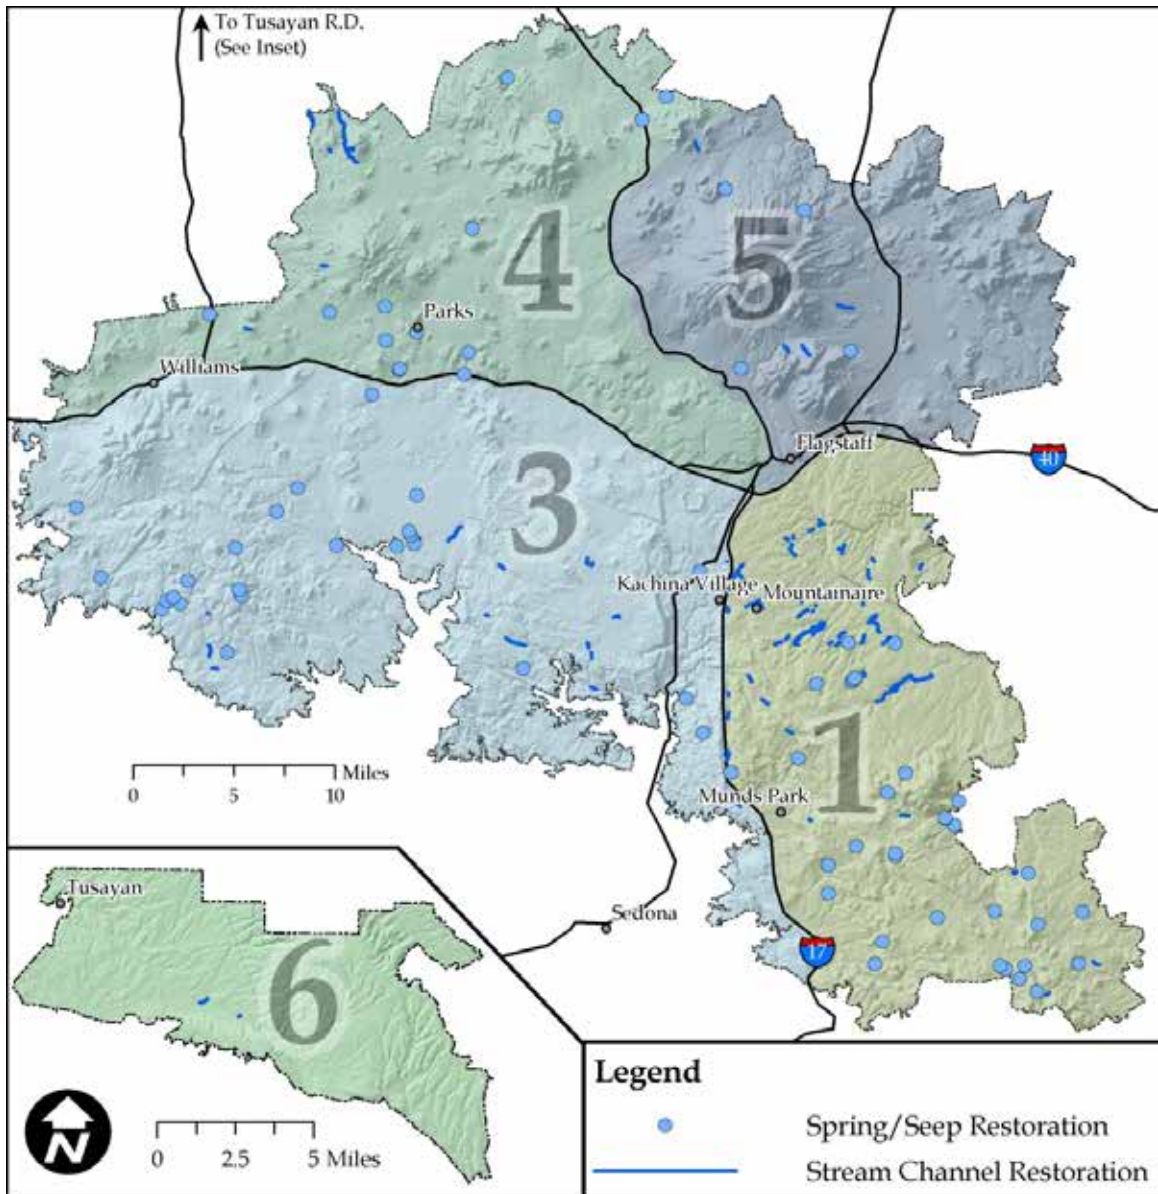 To Tusayan R.D.
(See Inset)
4
5
Parks
Williams
Flagstaff
40
3
Kachina Village
Mountainaire
1
Miles
0 5 10
Munds Park
Sedona
17
Tusayan
6
N
0 2.5 5 Miles
Legend
Spring/Seep Restoration
Stream Channel Restoration